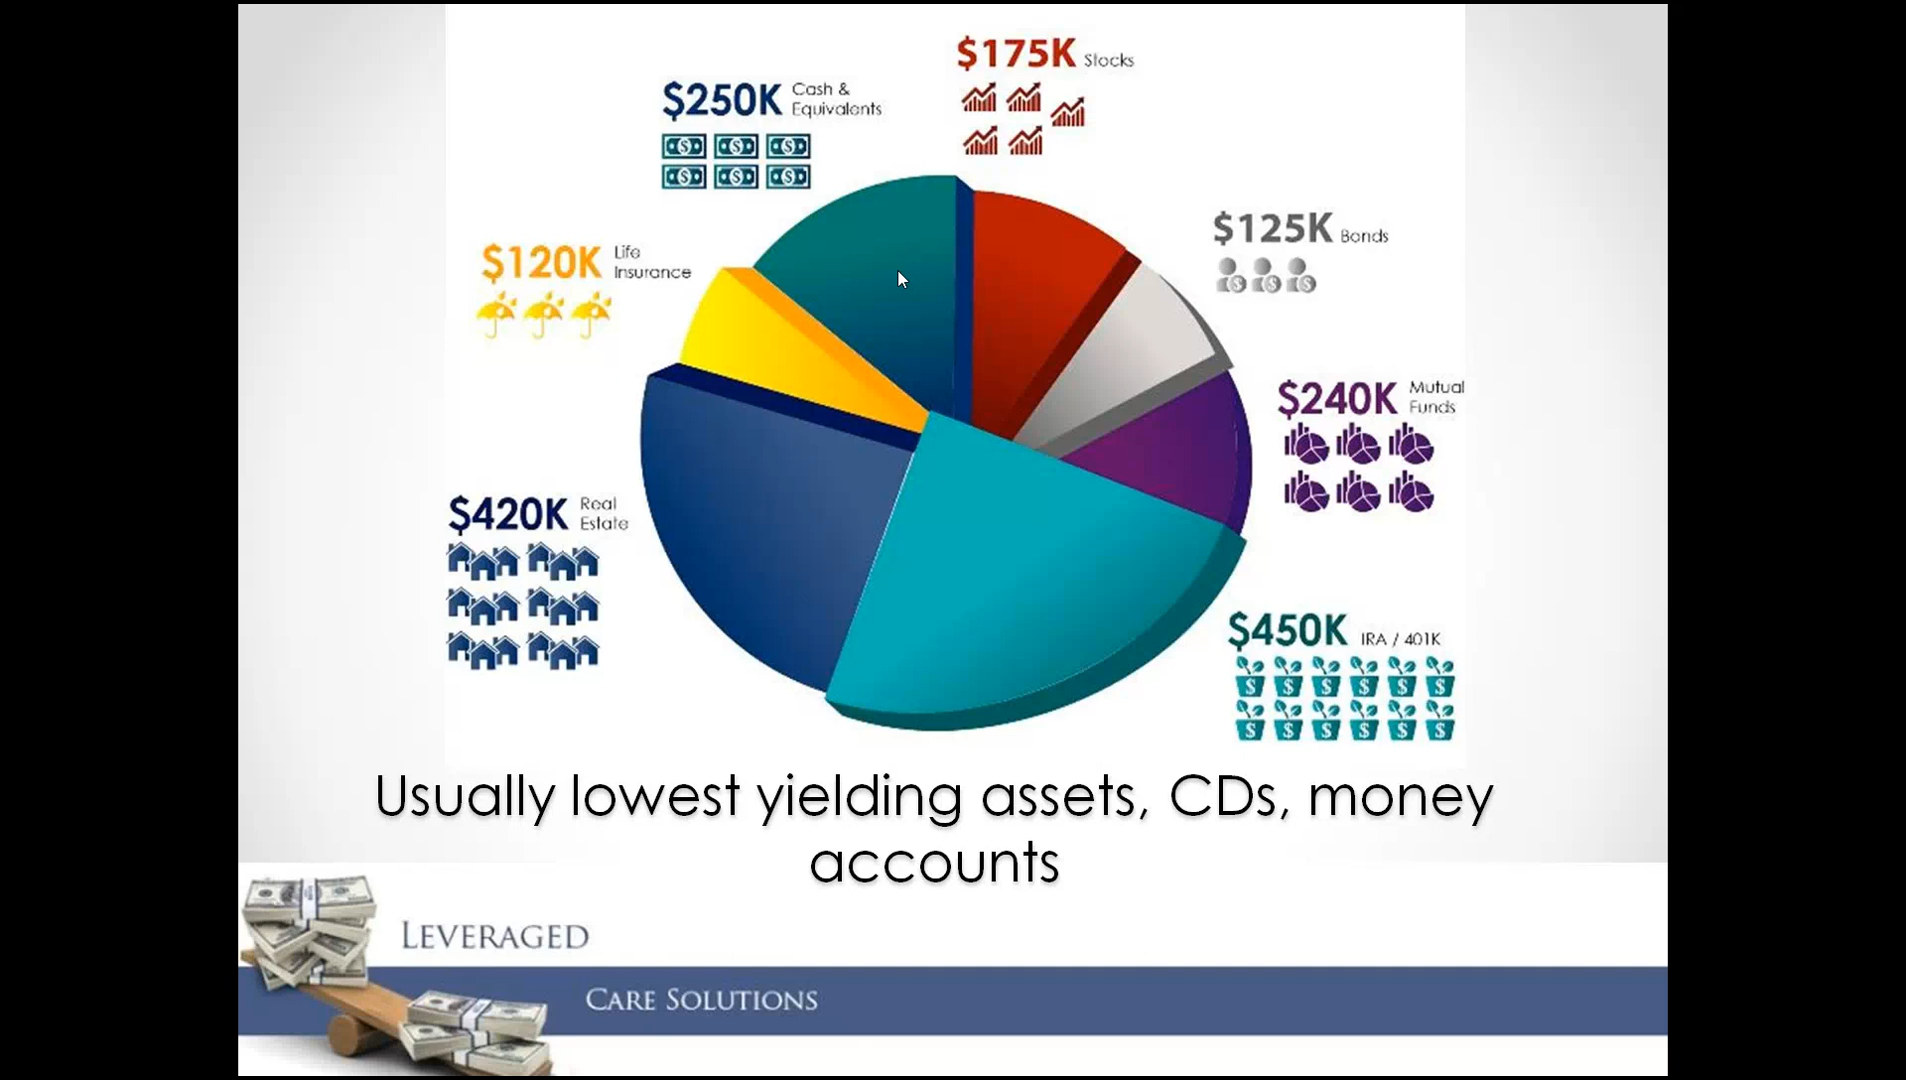 $175K Stocks
$250K Cash &
Equivalents
$125K Bonds
$120K Life
Insurance
$240K Mutual
Funds
$420K Real
Estate
$450K IRA / 401K
Usually lowest yielding assets, CDs, money
accounts
LEVERAGED
CARE SOLUTIONS